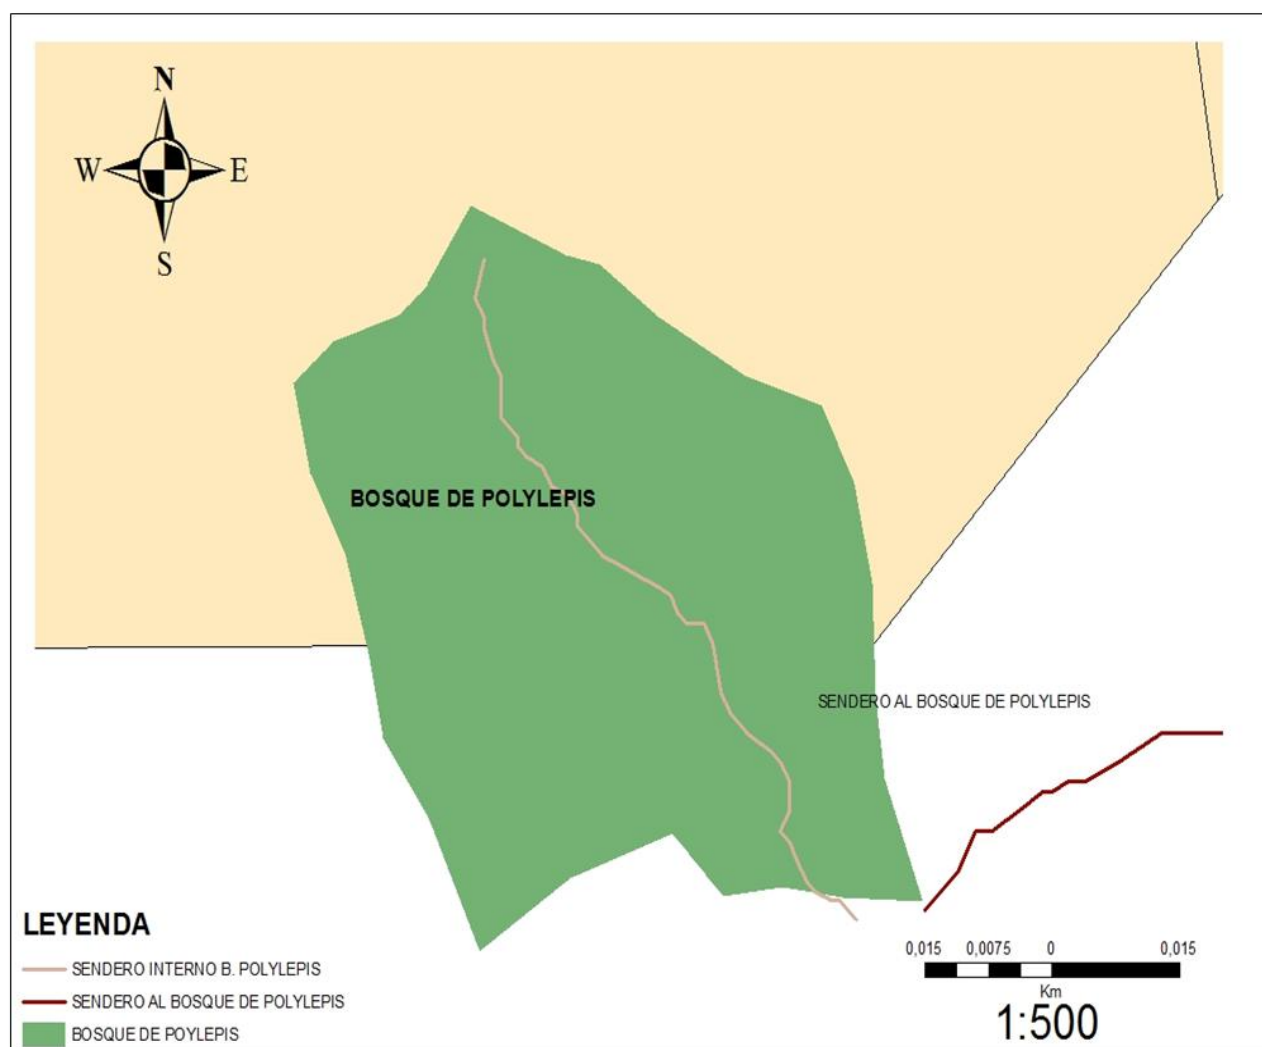 N
W E
S
BOSQUE DE POLYLEPIS
SENDERO AL BOSQUE DE POLYLEPIS
LEYENDA
SENDERO INTERNO B. POLYLEPIS
SENDERO AL BOSQUE DE POLYLEPIS
BOSQUE DE POYLEPIS
0,015 0,0075 0 0,015
Km
1:500